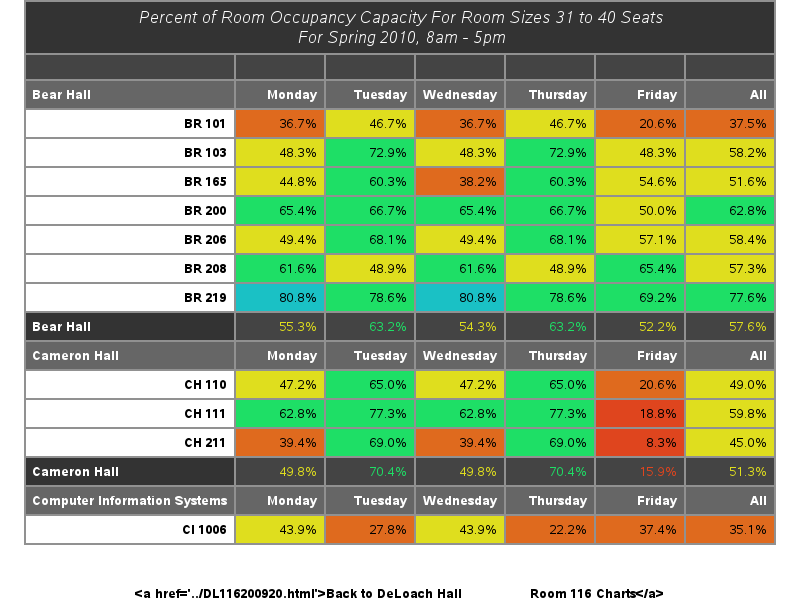 Percent of Room Occupancy Capacity For Room Sizes 31 to 40 Seats
For Spring 2010, 8am - 5pm
Bear Hall Monday Tuesday Wednesday Thursday Friday All
BR 101 36.7% 46.7% 36.7% 46.7% 20.6% 37.5%
BR 103 48.3% 72.9% 48.3% 72.9% 48.3% 58.2%
BR 165 44.8% 60.3% 38.2% 60.3% 54.6% 51.6%
BR 200 65.4% 66.7% 65.4% 66.7% 50.0% 62.8%
BR 206 49.4% 68.1% 49.4% 68.1% 57.1% 58.4%
BR 208 61.6% 48.9% 61.6% 48.9% 65.4% 57.3%
BR 219 80.8% 78.6% 80.8% 78.6% 69.2% 77.6%
Bear Hall 55.3% 63.2% 54.3% 63.2% 52.2% 57.6%
Cameron Hall Monday Tuesday Wednesday Thursday Friday All
CH 110 47.2% 65.0% 47.2% 65.0% 20.6% 49.0%
CH 111 62.8% 77.3% 62.8% 77.3% 18.8% 59.8%
CH 211 39.4% 69.0% 39.4% 69.0% 8.3% 45.0%
Cameron Hall 49.8% 70.4% 49.8% 70.4% 15.9% 51.3%
Computer Information Systems Monday Tuesday Wednesday Thursday Friday All
CI 1006 43.9% 27.8% 43.9% 22.2% 37.4% 35.1%
<a href='../DL116200920.html'>Back to DeLoach Hall Room 116 Charts</a>